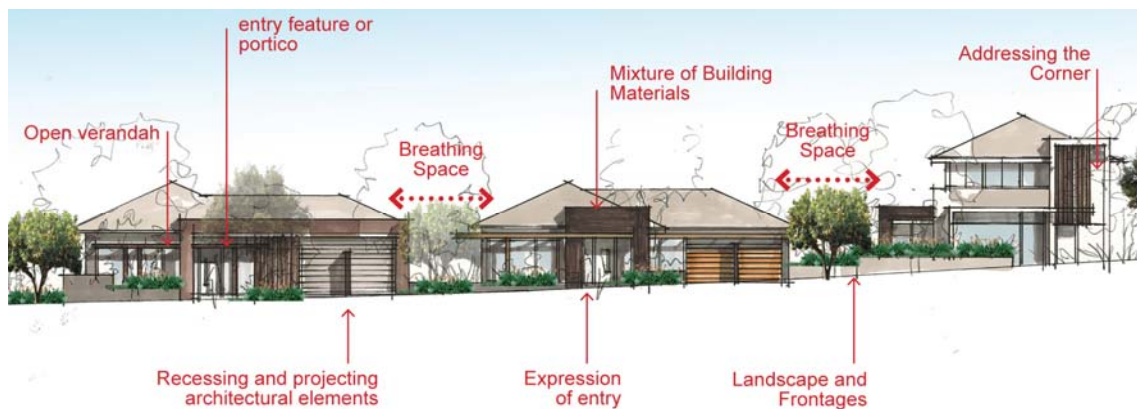 entry feature or
portico
Addressing the
Corner
Mixture of Building
Materials
Open verandah
Breathing
Space
Breathing
Space
Recessing and projecting
architectural elements
Expression
of entry
Landscape and
Frontages